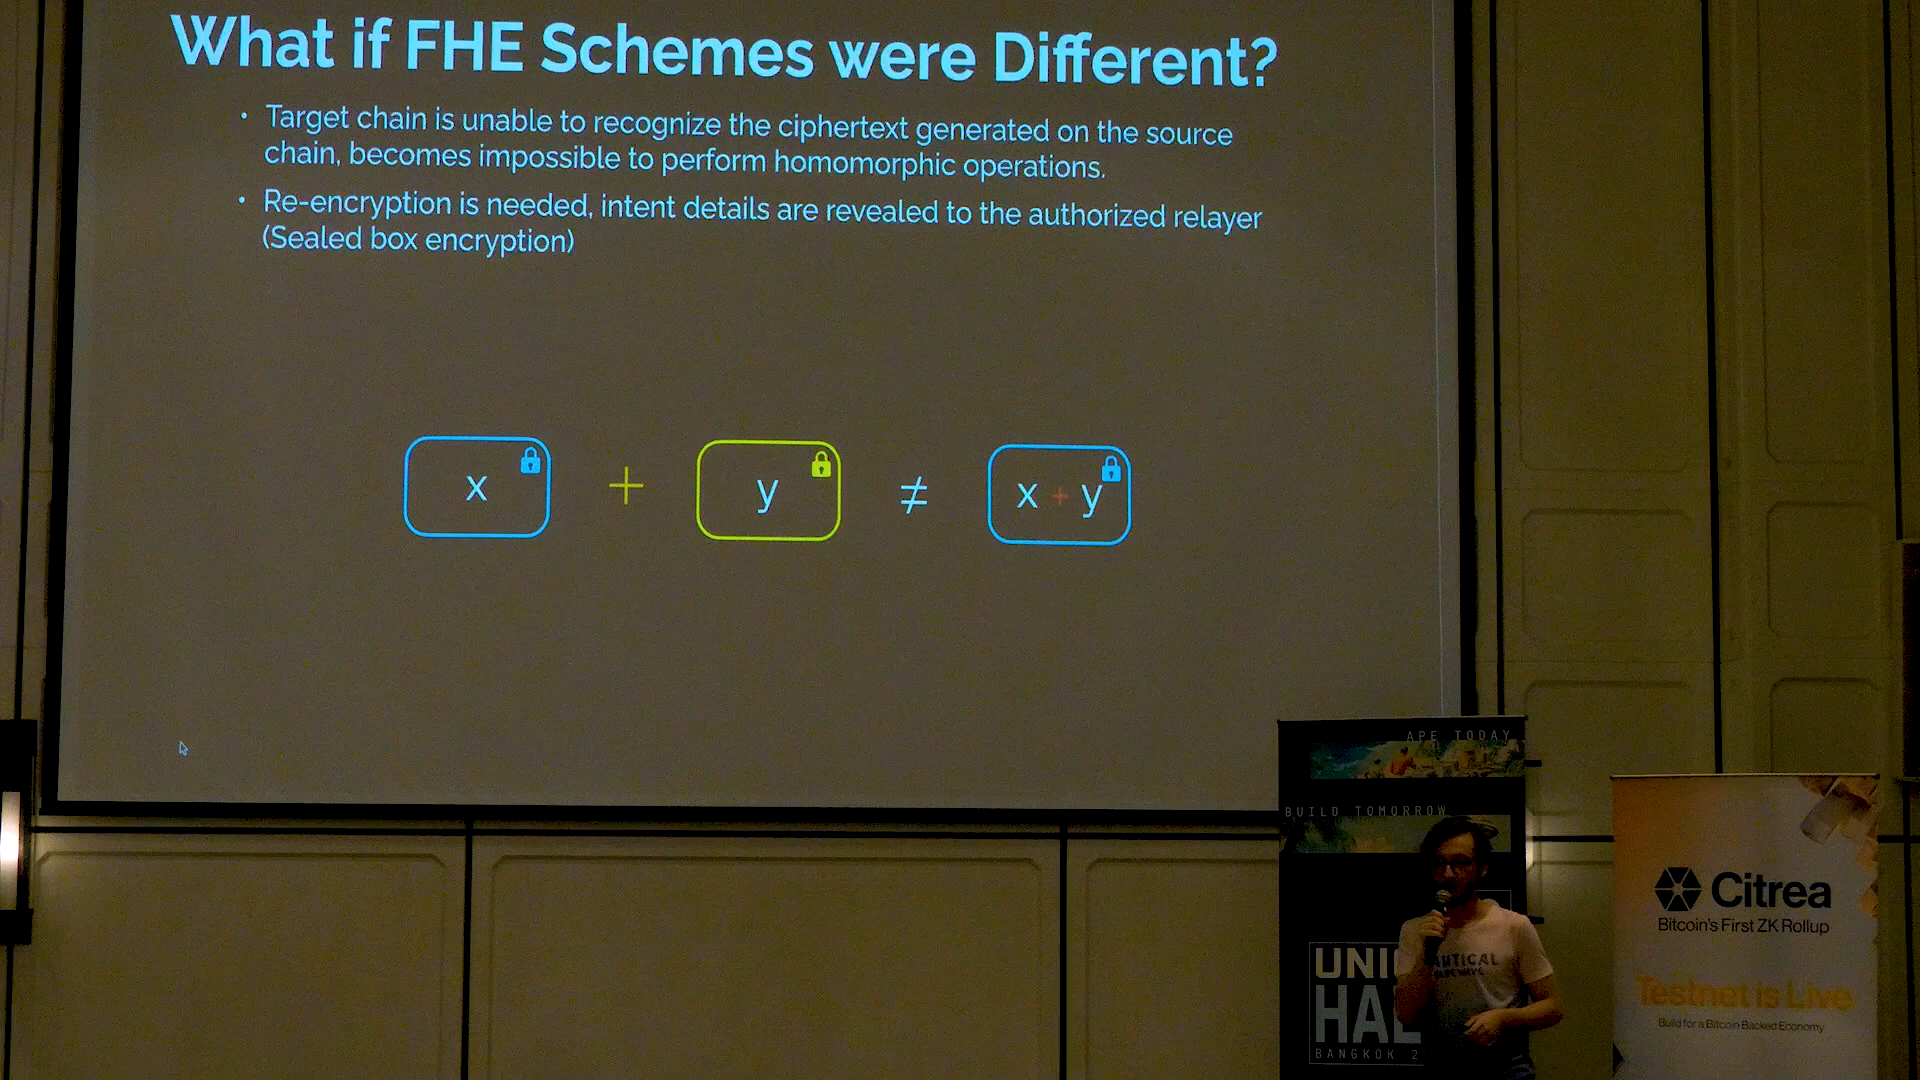 What if FHE Schemes were Different?
• Target chain is unable to recognize the ciphertext generated on the source
chain, becomes impossible to perform homomorphic operations.
• Re-encryption is needed, intent details are revealed to the authorized relayer
(Sealed box encryption)
x + y ≠ x + y
APE TODAY
BUILD TOMORROW
UNI
HAL
BANGKOK 2
Citrea
Bitcoin's First ZK Rollup
Testnet is Live
Build for a Bitcoin Backed Economy